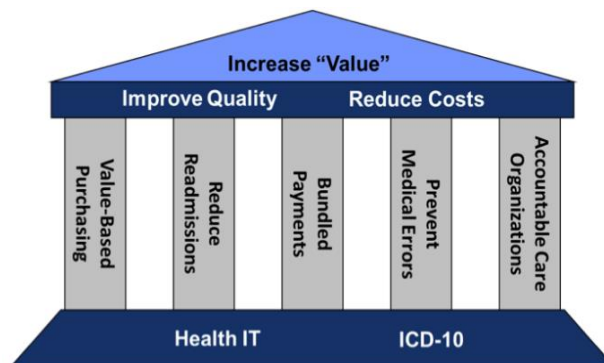 Increase “Value”
Improve Quality Reduce Costs
Value-Based
Purchasing
Reduce
Readmissions
Bundled
Payments
Prevent
Medical Errors
Accountable Care
Organizations
Health IT ICD-10